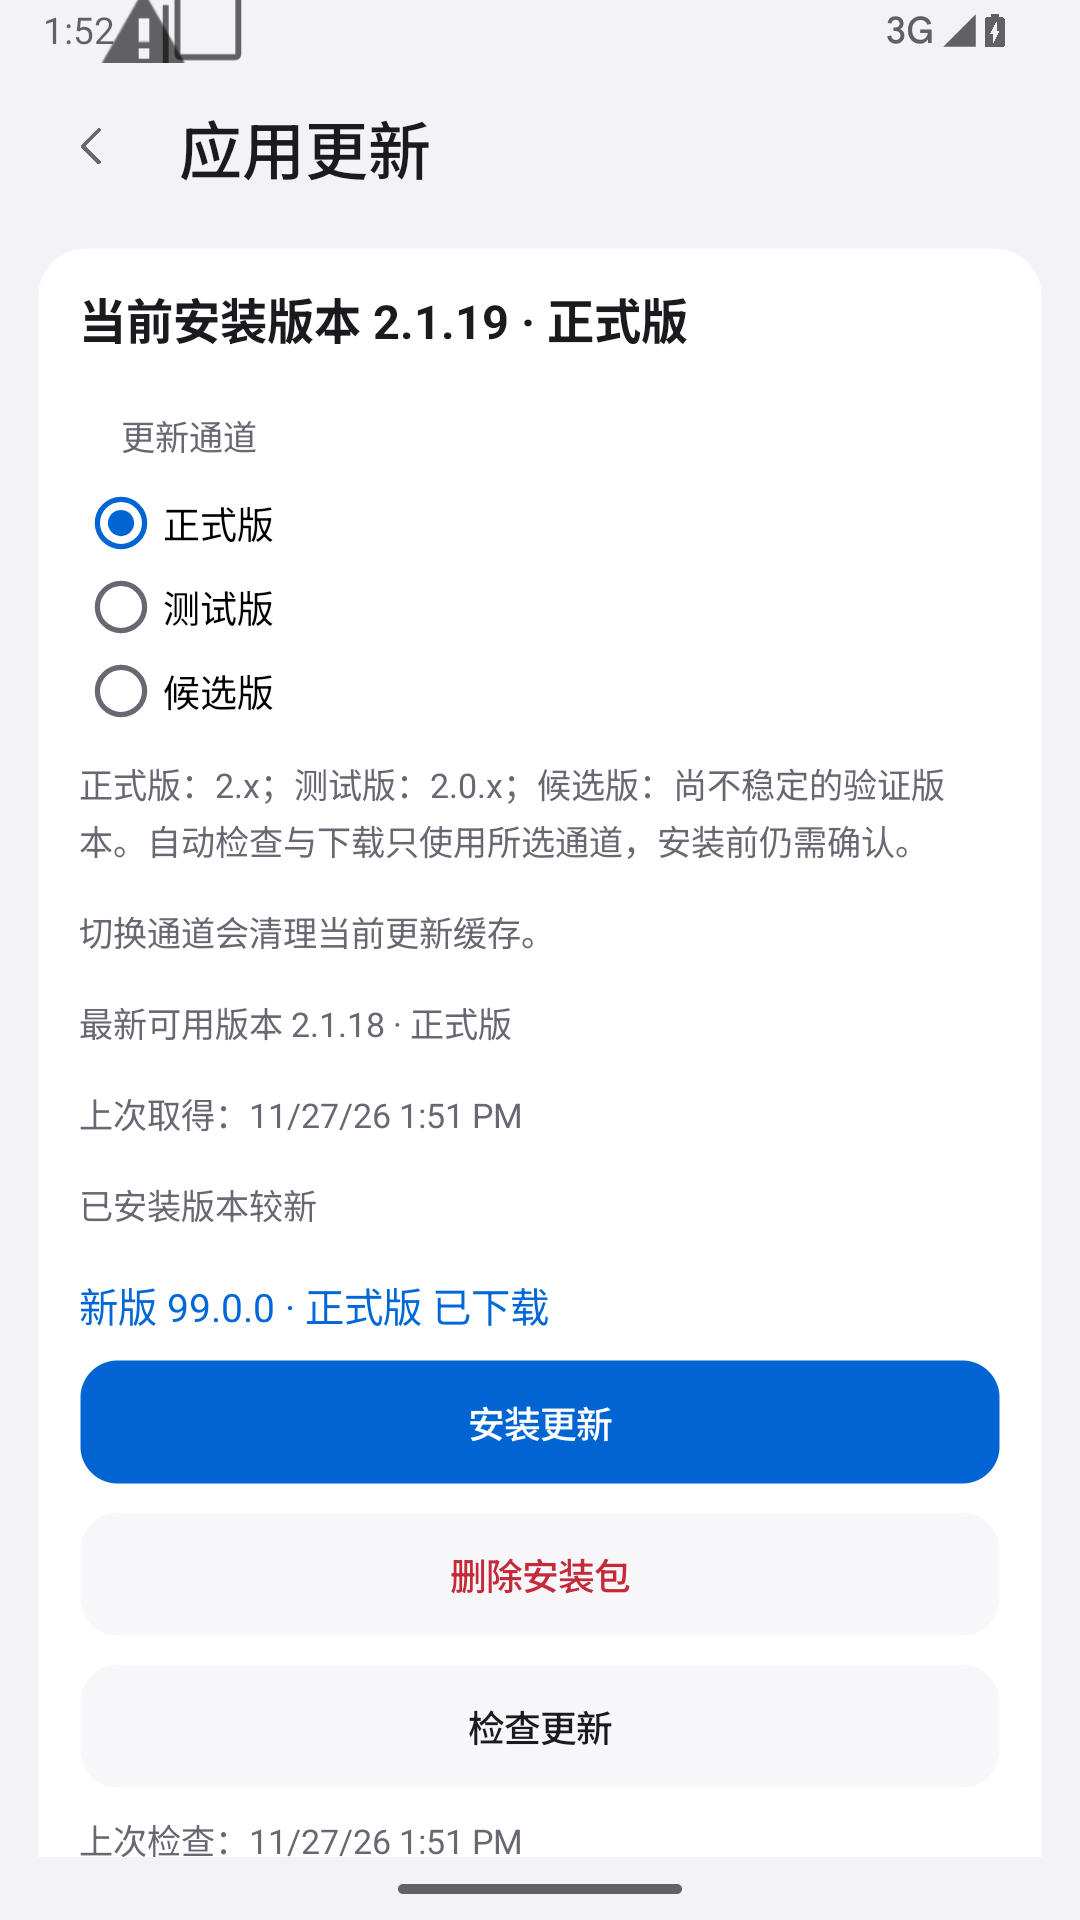 1:52
3G
应用更新
当前安装版本 2.1.19 · 正式版
更新通道
正式版
测试版
候选版
正式版：2.x；测试版：2.0.x；候选版：尚不稳定的验证版
本。自动检查与下载只使用所选通道，安装前仍需确认。
切换通道会清理当前更新缓存。
最新可用版本 2.1.18 · 正式版
上次取得：11/27/26 1:51 PM
已安装版本较新
新版 99.0.0 · 正式版 已下载
安装更新
删除安装包
检查更新
上次检查：11/27/26 1:51 PM